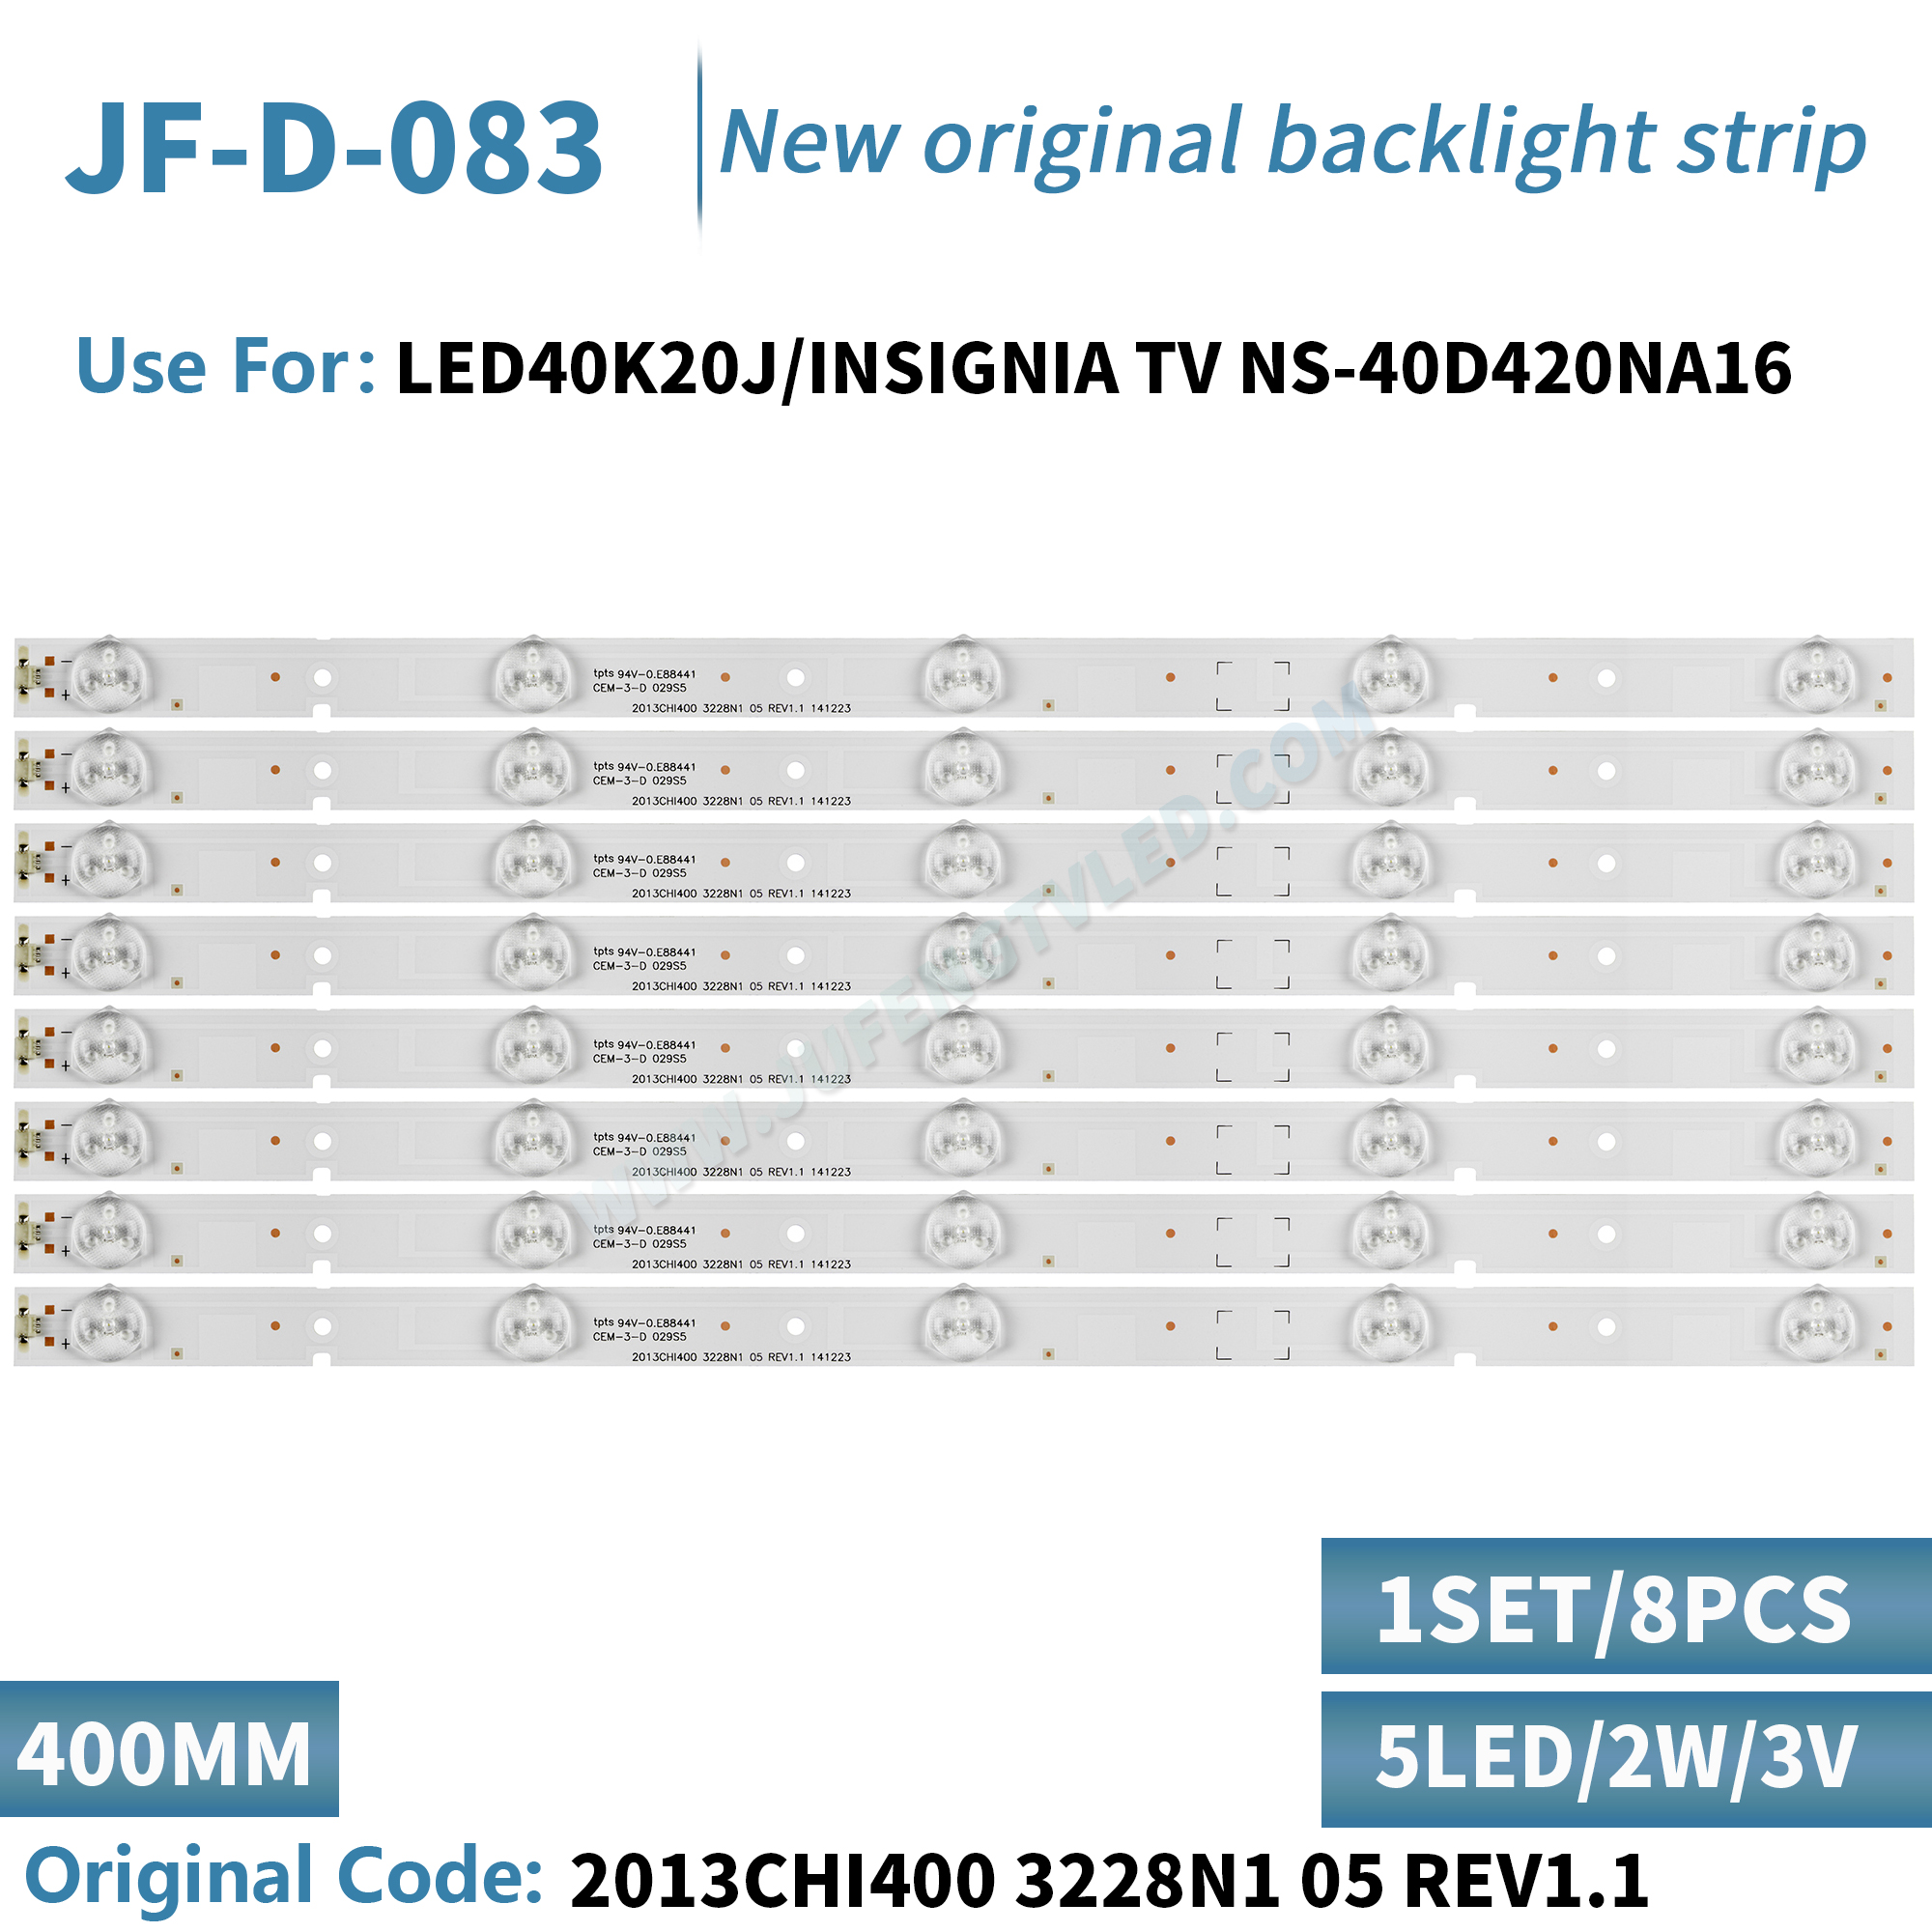 JF-D-083
New original backlight strip
Use For: LED40K20J/INSIGNIA TV NS-40D420NA16
tpts 94V-0.E88441
CEM-3-D 029S5
2013CHI400 3228N1 05 REV1.1 141223
tpts 94V-0.E88441
CEM-3-D 029S5
2013CHI400 3228N1 05 REV1.1 141223
tpts 94V-0.E88441
CEM-3-D 029S5
2013CHI400 3228N1 05 REV1.1 141223
tpts 94V-0.E88441
CEM-3-D 029S5
2013CHI400 3228N1 05 REV1.1 141223
tpts 94V-0.E88441
CEM-3-D 029S5
2013CHI400 3228N1 05 REV1.1 141223
tpts 94V-0.E88441
CEM-3-D 029S5
2013CHI400 3228N1 05 REV1.1 141223
tpts 94V-0.E88441
CEM-3-D 029S5
2013CHI400 3228N1 05 REV1.1 141223
tpts 94V-0.E88441
CEM-3-D 029S5
2013CHI400 3228N1 05 REV1.1 141223
WWW.JUFENGTVLED.COM
1SET/8PCS
5LED/2W/3V
400MM
Original Code: 2013CHI400 3228N1 05 REV1.1